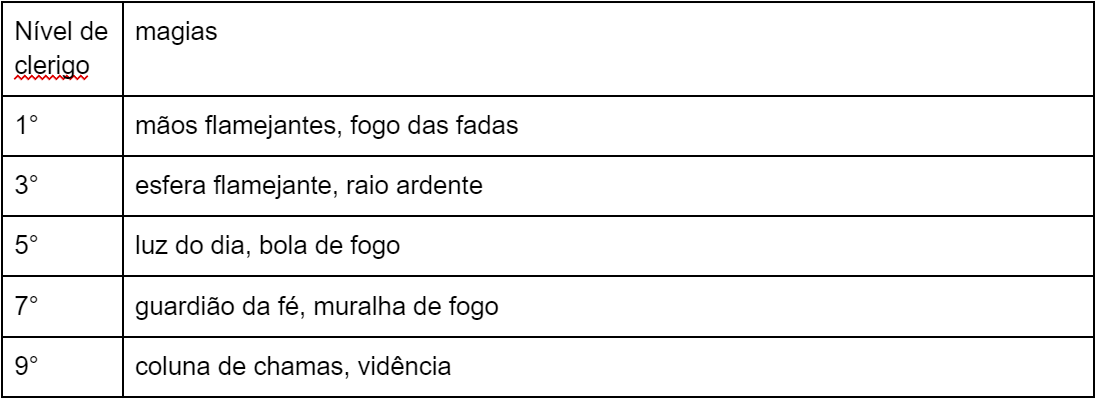 Nível de
clerigo
magias
1° mãos flamejantes, fogo das fadas
3° esfera flamejante, raio ardente
5° luz do dia, bola de fogo
7° guardião da fé, muralha de fogo
9° coluna de chamas, vidência